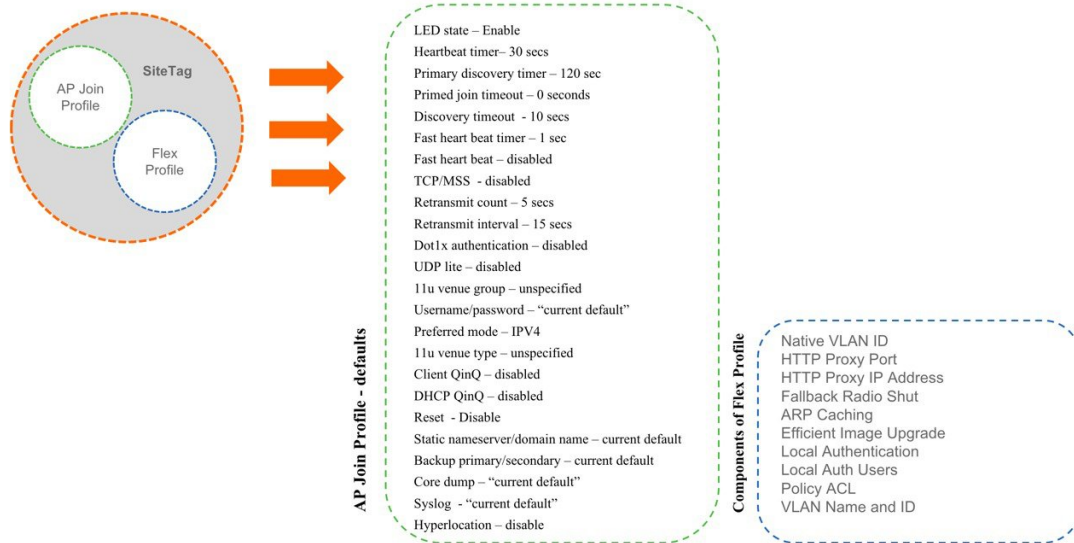 SiteTag
AP Join
Profile
Flex
Profile
AP Join Profile - defaults
LED state – Enable
Heartbeat timer– 30 secs
Primary discovery timer – 120 sec
Primed join timeout – 0 seconds
Discovery timeout - 10 secs
Fast heart beat timer – 1 sec
Fast heart beat – disabled
TCP/MSS - disabled
Retransmit count – 5 secs
Retransmit interval – 15 secs
Dot1x authentication – disabled
UDP lite – disabled
11u venue group – unspecified
Username/password – “current default”
Preferred mode – IPV4
11u venue type – unspecified
Client QinQ – disabled
DHCP QinQ – disabled
Reset - Disable
Static nameserver/domain name – current default
Backup primary/secondary – current default
Core dump – “current default”
Syslog - “current default”
Hyperlocation – disable
Components of Flex Profile
Native VLAN ID
HTTP Proxy Port
HTTP Proxy IP Address
Fallback Radio Shut
ARP Caching
Efficient Image Upgrade
Local Authentication
Local Auth Users
Policy ACL
VLAN Name and ID